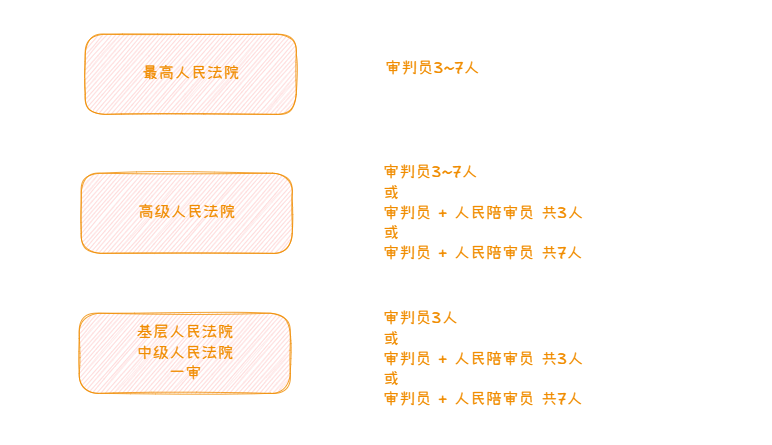 最高人民法院
审判员3~7人
高级人民法院
审判员3~7人
或
审判员 + 人民陪审员 共3人
或
审判员 + 人民陪审员 共7人
基层人民法院
中级人民法院
一审
审判员3人
或
审判员 + 人民陪审员 共3人
或
审判员 + 人民陪审员 共7人